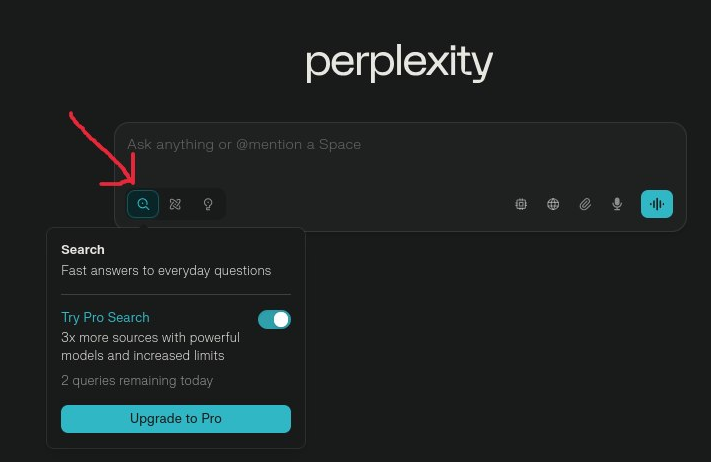 perplexity
Ask anything or @mention a Space
Search
Fast answers to everyday questions
Try Pro Search
3x more sources with powerful
models and increased limits
2 queries remaining today
Upgrade to Pro